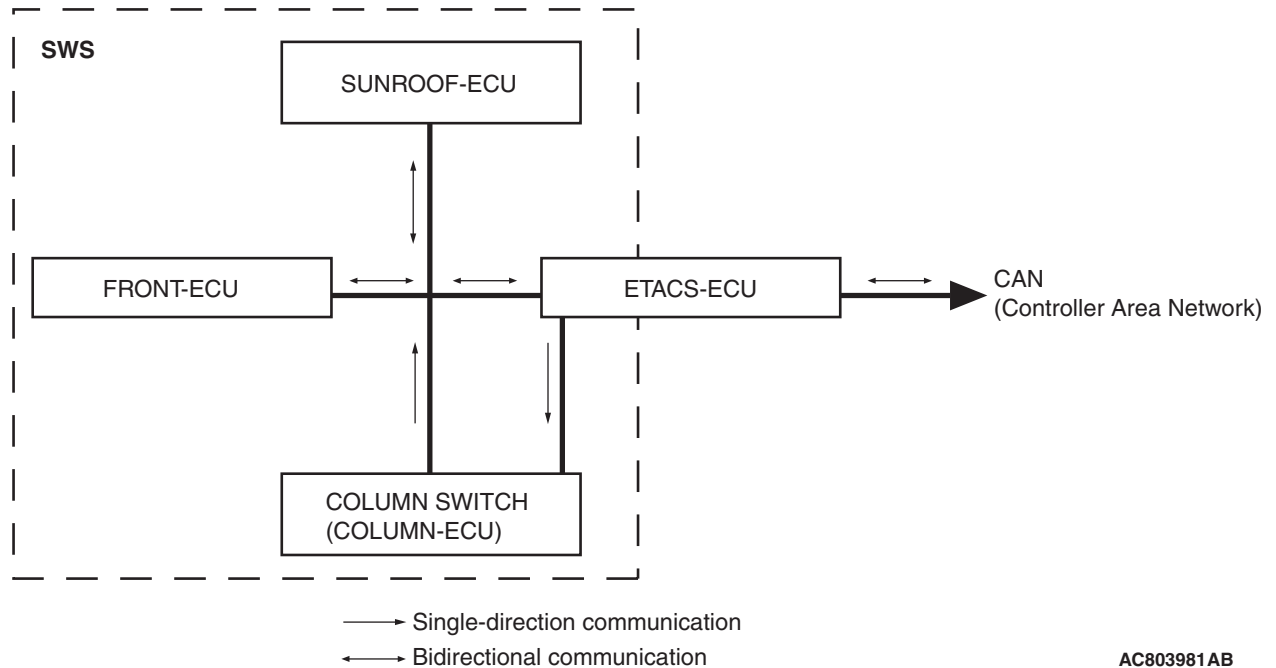 SWS
SUNROOF-ECU
FRONT-ECU
ETACS-ECU
CAN
(Controller Area Network)
COLUMN SWITCH
(COLUMN-ECU)
Single-direction communication
Bidirectional communication
AC803981AB